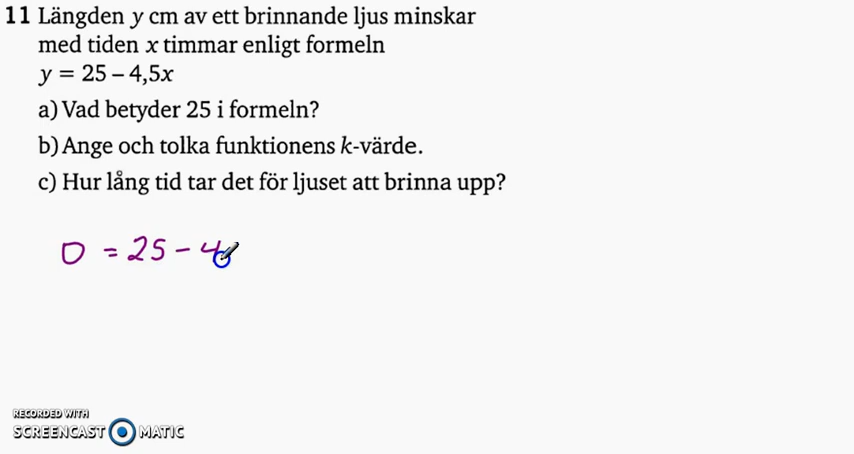 11 Längden y cm av ett brinnande ljus minskar
med tiden x timmar enligt formeln
y = 25 – 4,5x
a) Vad betyder 25 i formeln?
b) Ange och tolka funktionens k-värde.
c) Hur lång tid tar det för ljuset att brinna upp?
0 = 25 - 4
RECORDED WITH
SCREENCAST MATIC